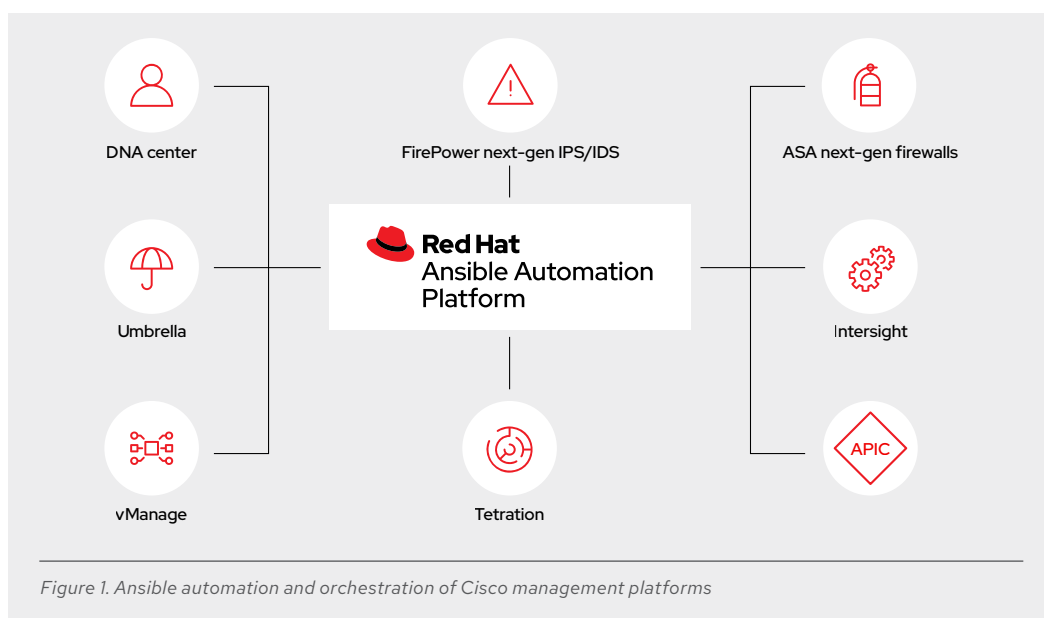 DNA center
FirePower next-gen IPS/IDS
ASA next-gen firewalls
Red Hat
Ansible Automation
Platform
Umbrella
Intersight
APIC
vManage
Tetration
Figure 1. Ansible automation and orchestration of Cisco management platforms